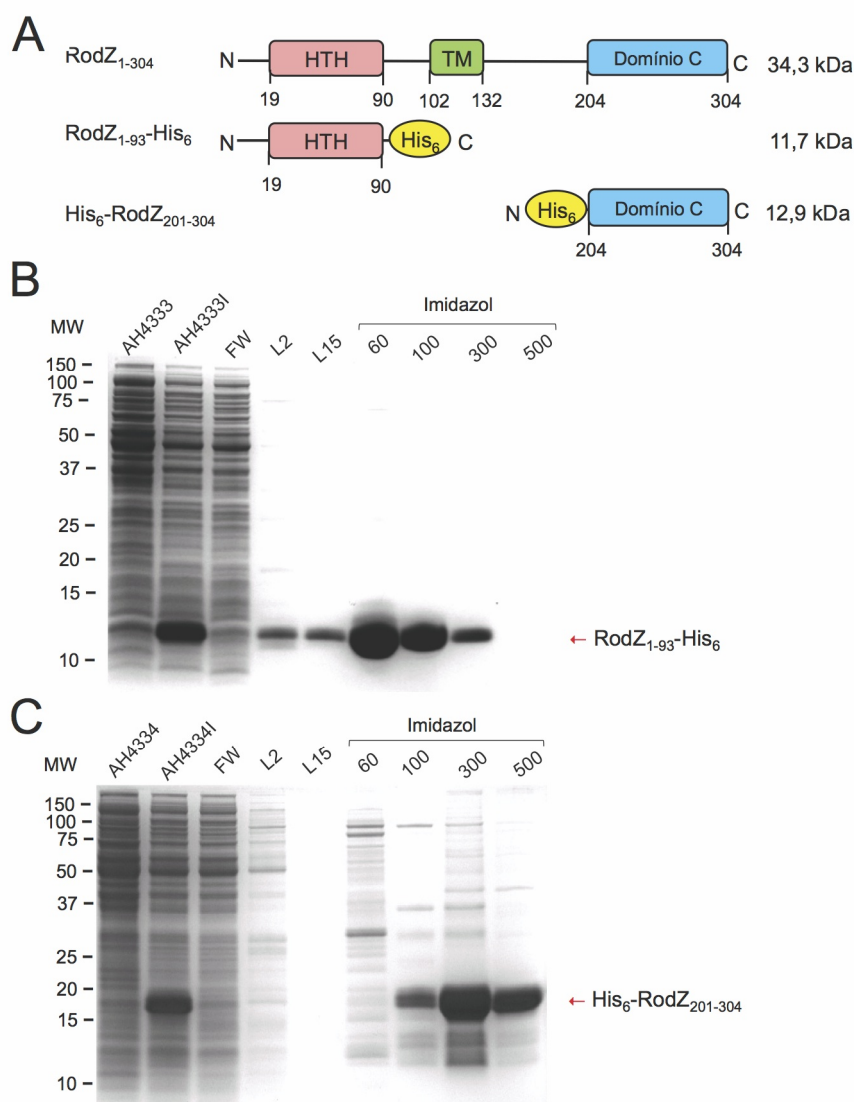 A
RodZ1-304 N HTH TM Domínio C C 34,3 kDa
19 90 102 132 204 304
RodZ1-93-His6 N HTH His6 C 11,7 kDa
19 90
His6-RodZ201-304 N His6 Domínio C C 12,9 kDa
204 304
B
Imidazol
MW AH4333 AH4333I FW L2 L15 60 100 300 500
150
100
75
50
37
25
20
15
10
← RodZ1-93-His6
C
Imidazol
MW AH4334 AH4334I FW L2 L15 60 100 300 500
150
100
75
50
37
25
20
← His6-RodZ201-304
15
10